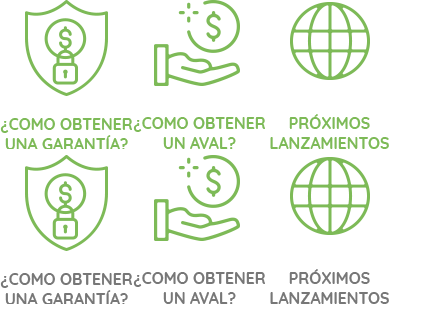 ¿COMO OBTENER ¿COMO OBTENER PRÓXIMOS
UNA GARANTÍA? UN AVAL? LANZAMIENTOS
¿COMO OBTENER ¿COMO OBTENER PRÓXIMOS
UNA GARANTÍA? UN AVAL? LANZAMIENTOS